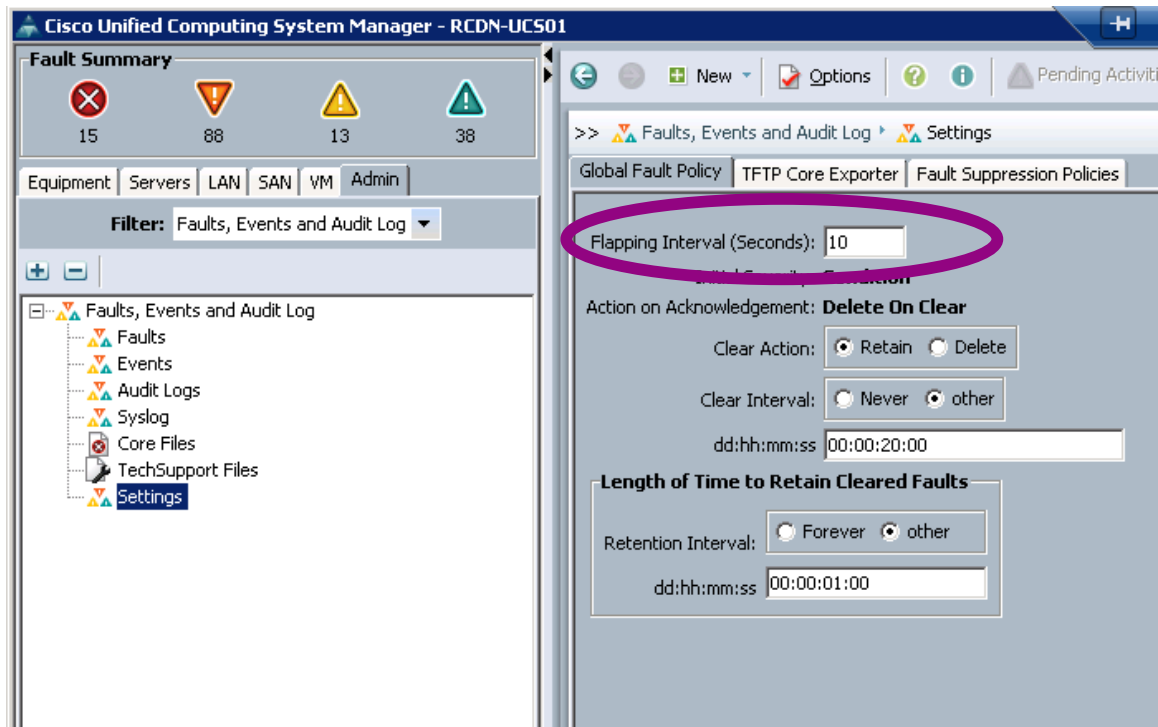 Cisco Unified Computing System Manager - RCDN-UCS01
Fault Summary
15 88 13 38
Equipment Servers LAN SAN VM Admin
Filter: Faults, Events and Audit Log
Faults, Events and Audit Log
Faults
Events
Audit Logs
Syslog
Core Files
TechSupport Files
Settings
New Options Pending Activiti
>> Faults, Events and Audit Log Settings
Global Fault Policy TFTP Core Exporter Fault Suppression Policies
Flapping Interval (Seconds): 10
Action on Acknowledgement: Delete On Clear
Clear Action: Retain Delete
Clear Interval: Never other
dd:hh:mm:ss 00:00:20:00
Length of Time to Retain Cleared Faults
Retention Interval: Forever other
dd:hh:mm:ss 00:00:01:00